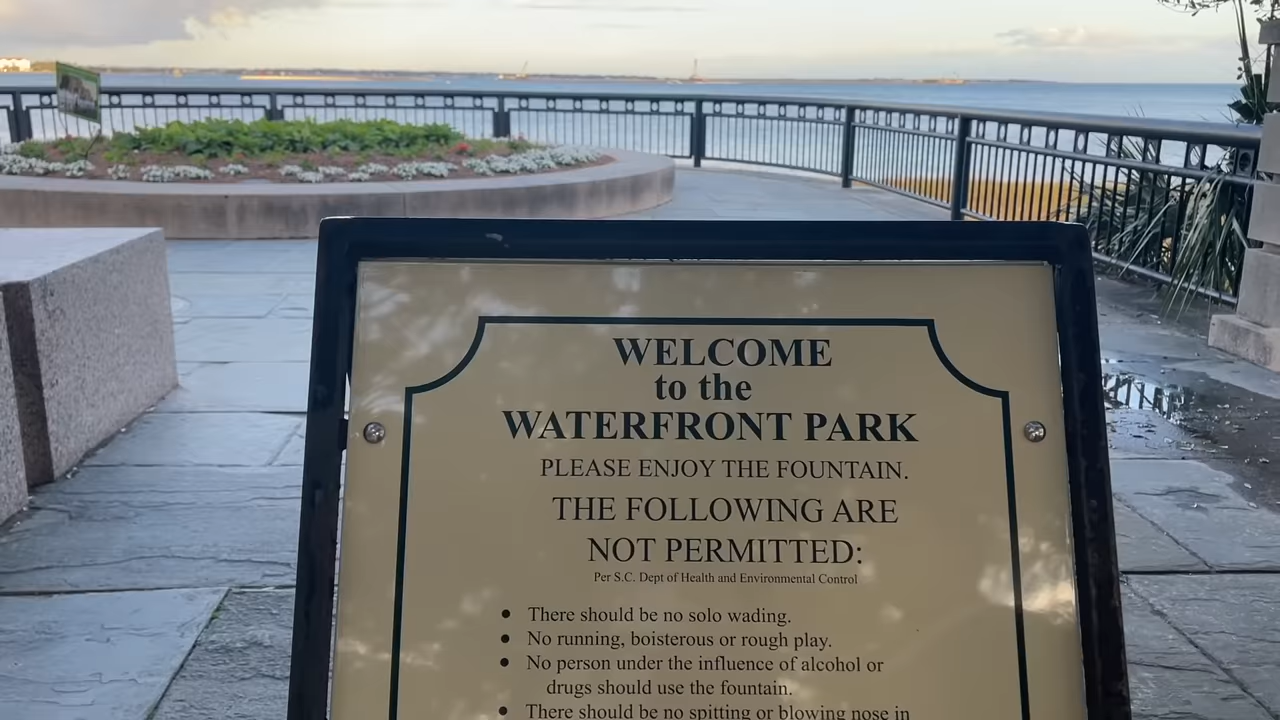 WELCOME
to the
WATERFRONT PARK
PLEASE ENJOY THE FOUNTAIN.
THE FOLLOWING ARE
NOT PERMITTED:
Per S.C. Dept of Health and Environmental Control
• There should be no solo wading.
• No running, boisterous or rough play.
• No person under the influence of alcohol or
drugs should use the fountain.
• There should be no spitting or blowing nose in